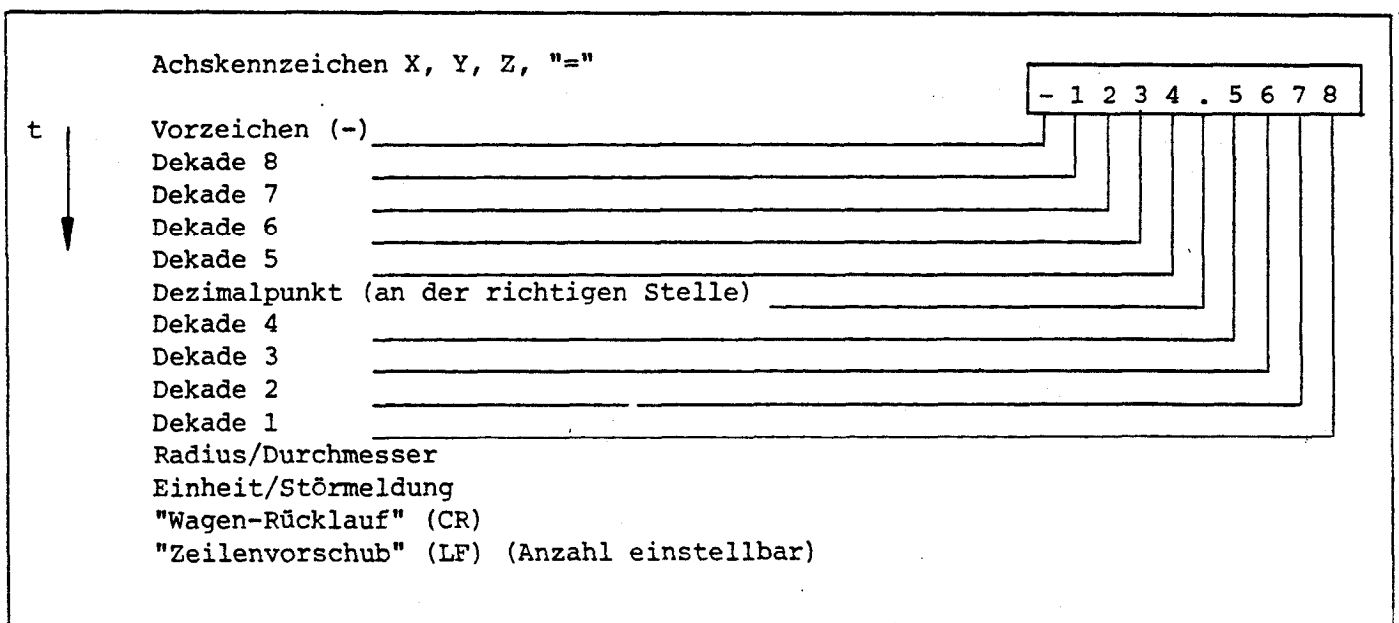 Achskennzeichen X, Y, Z, "="
- 1 2 3 4 . 5 6 7 8
t
Vorzeichen (-)
Dekade 8
Dekade 7
Dekade 6
Dekade 5
Dezimalpunkt (an der richtigen Stelle)
Dekade 4
Dekade 3
Dekade 2
Dekade 1
Radius/Durchmesser
Einheit/Störmeldung
"Wagen-Rücklauf" (CR)
"Zeilenvorschub" (LF) (Anzahl einstellbar)